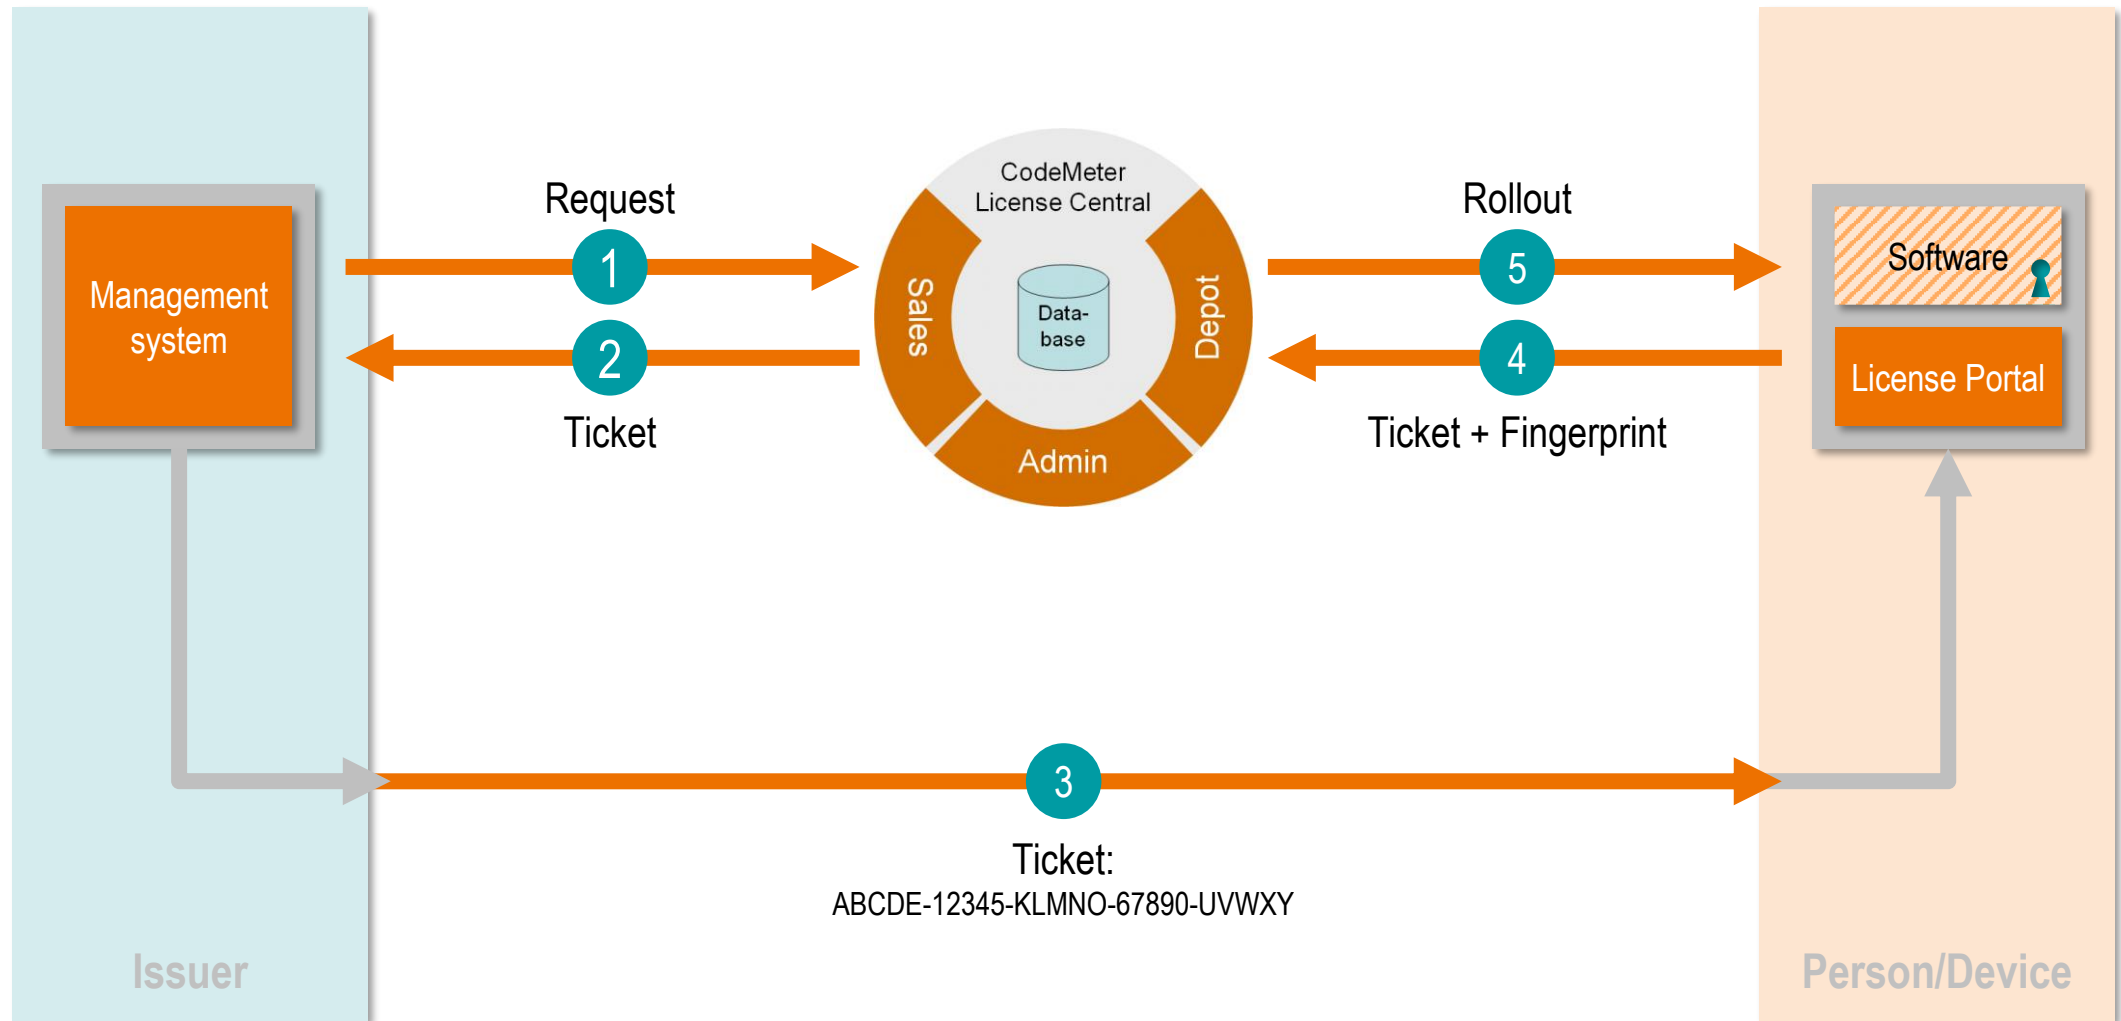 Management
system
Request
1
2
Ticket
CodeMeter
License Central
Sales
Data-
base
Depot
Admin
Rollout
5
4
Ticket + Fingerprint
Software
License Portal
3
Ticket:
ABCDE-12345-KLMNO-67890-UVWXY
Issuer
Person/Device